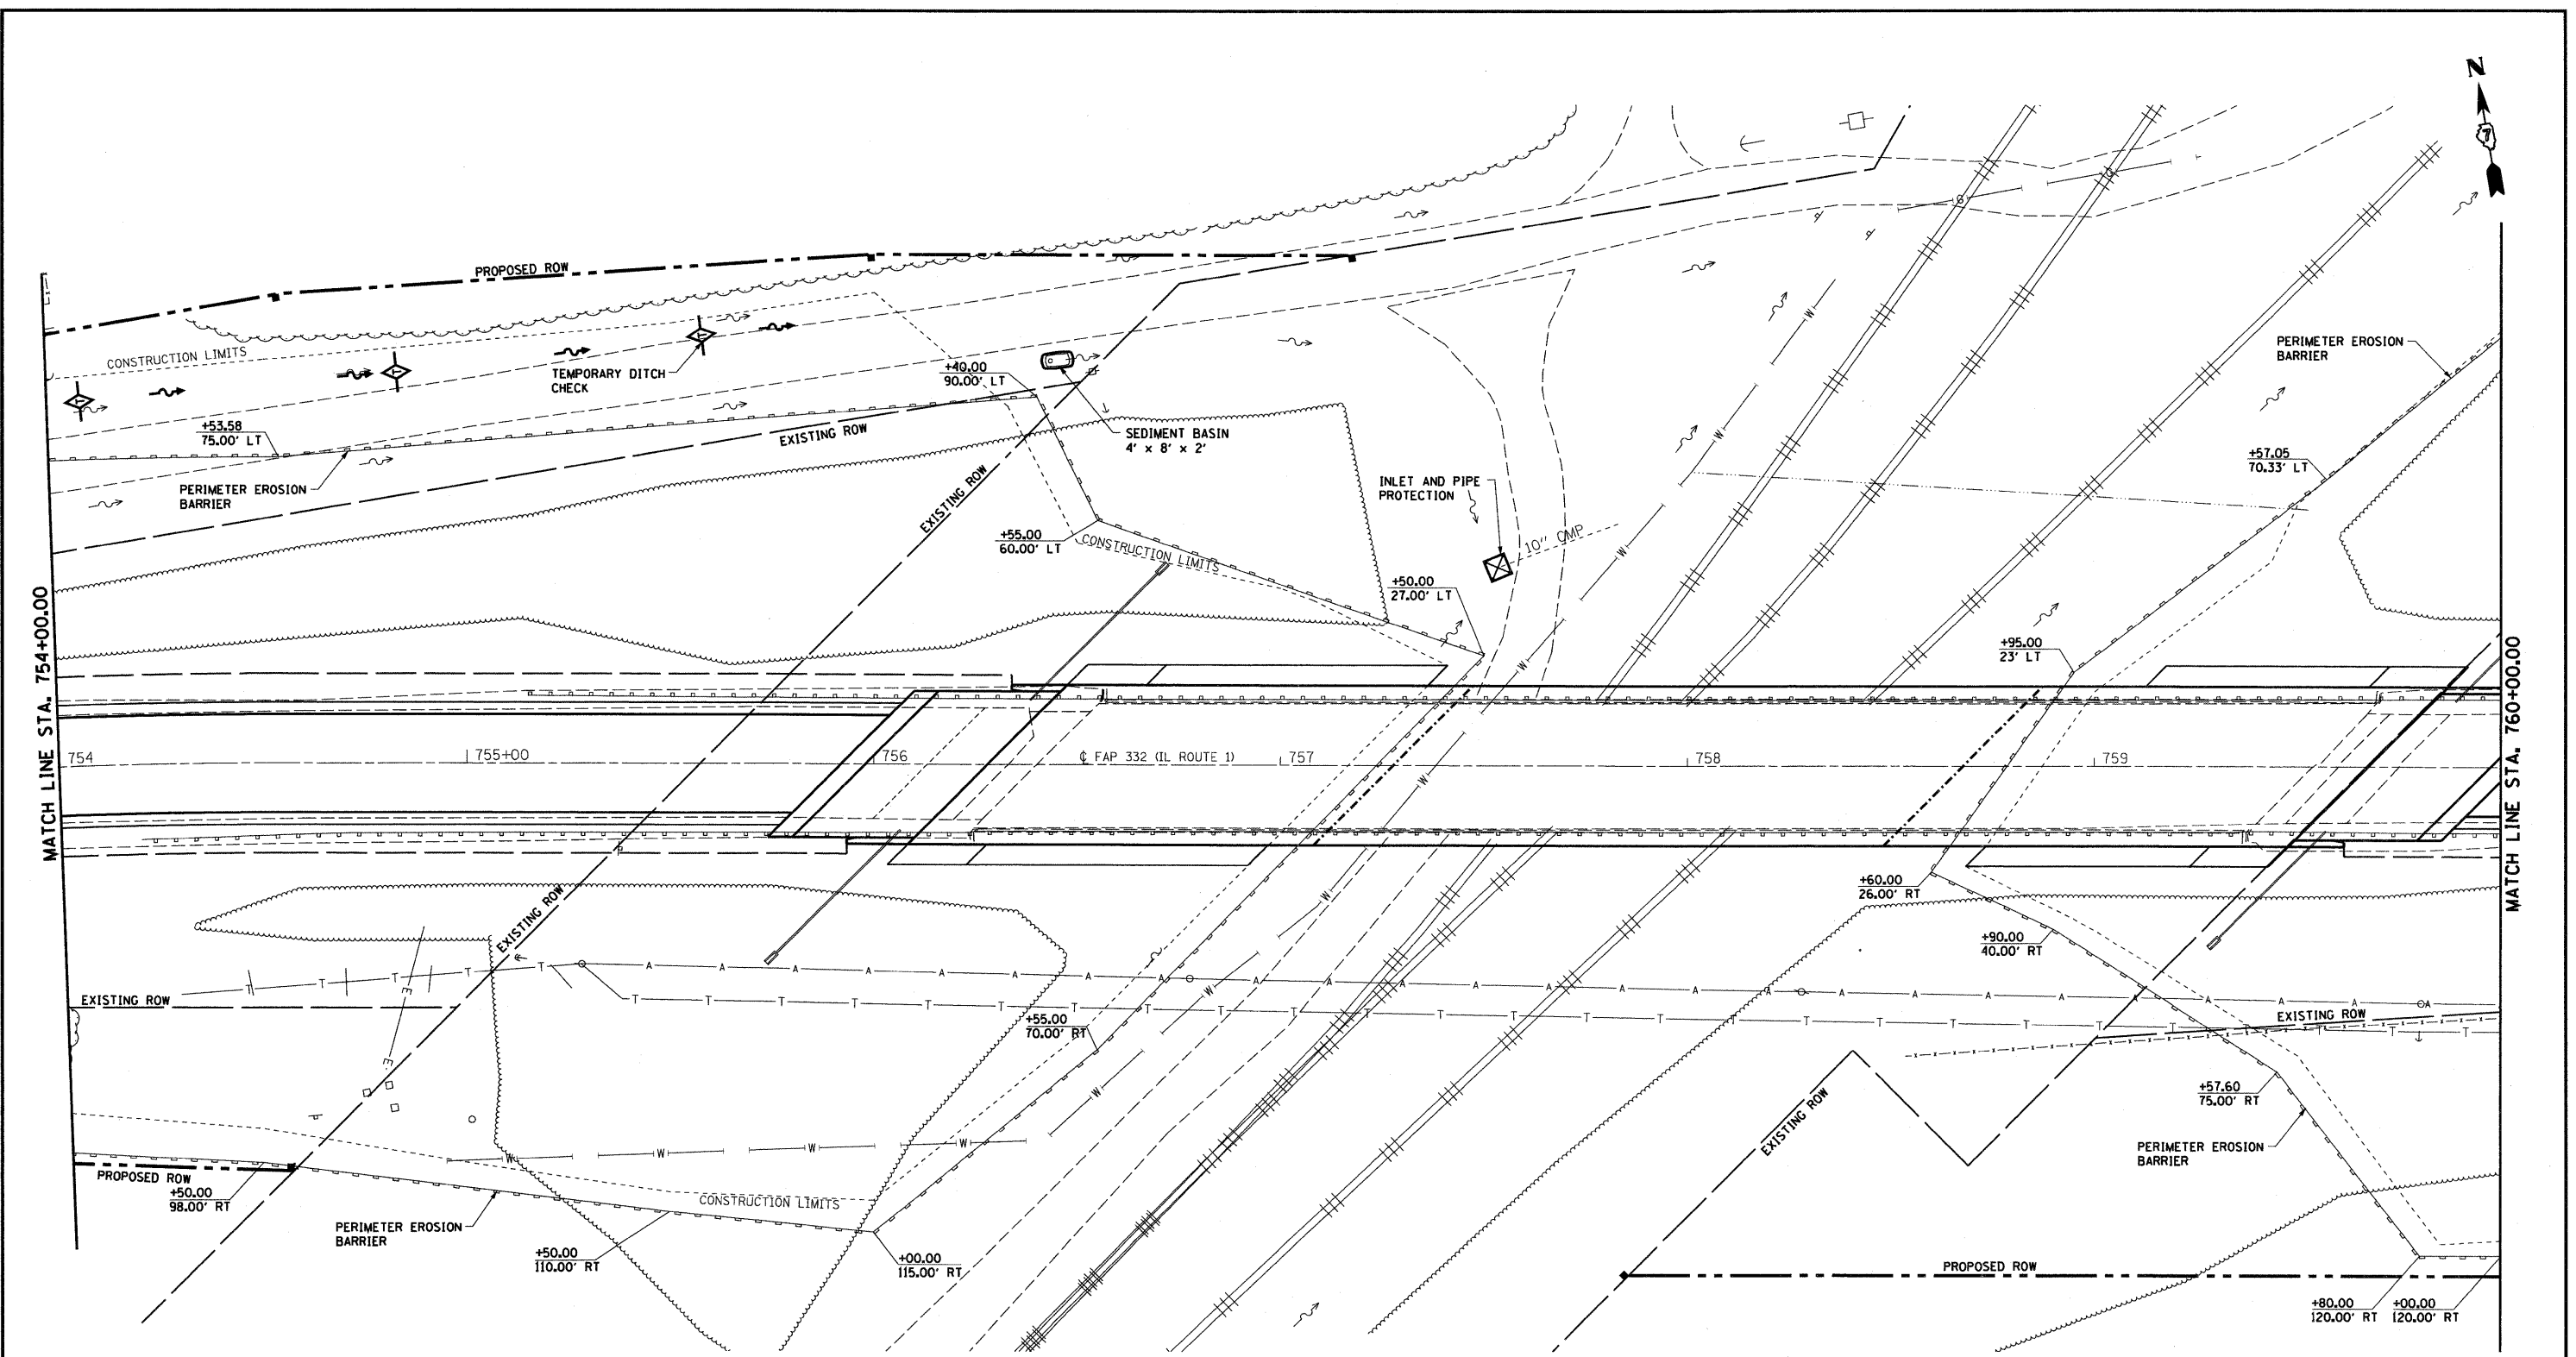 N
7
PROPOSED ROW
CONSTRUCTION LIMITS
TEMPORARY DITCH
CHECK
T
T
T
+40.00
90.00' LT
+53.58
75.00' LT
EXISTING ROW
SEDIMENT BASIN
4' x 8' x 2'
PERIMETER EROSION
BARRIER
PERIMETER EROSION
BARRIER
+57.05
70.33' LT
INLET AND PIPE
PROTECTION
10" CMP
EXISTING ROW
+55.00
60.00' LT
CONSTRUCTION LIMITS
+50.00
27.00' LT
+95.00
23' LT
MATCH LINE STA. 754+00.00
MATCH LINE STA. 760+00.00
754
755+00
756
℄ FAP 332 (IL ROUTE 1)
757
758
759
+60.00
26.00' RT
EXISTING ROW
+90.00
40.00' RT
EXISTING ROW
+55.00
70.00' RT
EXISTING ROW
+57.60
75.00' RT
EXISTING ROW
PERIMETER EROSION
BARRIER
PROPOSED ROW
+50.00
98.00' RT
CONSTRUCTION LIMITS
PERIMETER EROSION
BARRIER
+50.00
110.00' RT
+00.00
115.00' RT
PROPOSED ROW
+80.00
120.00' RT
+00.00
120.00' RT